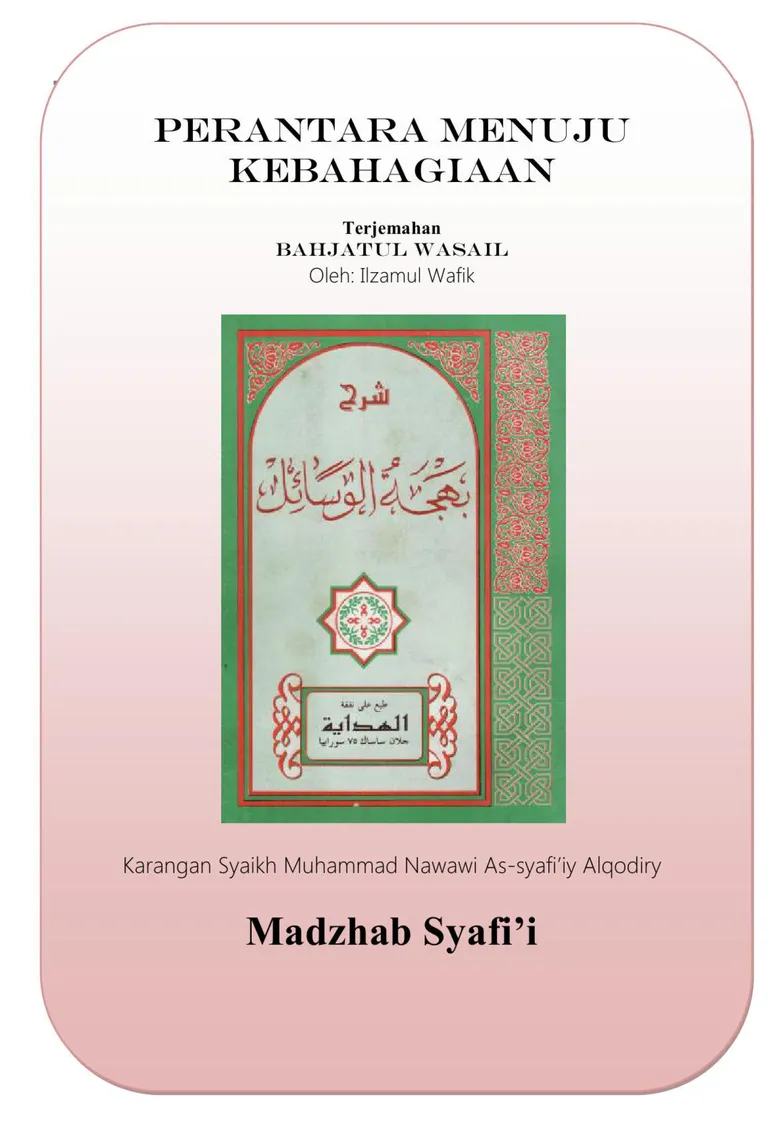 PERANTARA MENUJU
KEBAHAGIAAN
Terjemahan
BAHJATUL WASAIL
Oleh: Ilzamul Wafik
شرح
بهجة الوسائل
طبع على نفقة
الهداية
جلان ساساك ٧٥ سورابيا
Karangan Syaikh Muhammad Nawawi As-syafi’iy Alqodiry
Madzhab Syafi’i